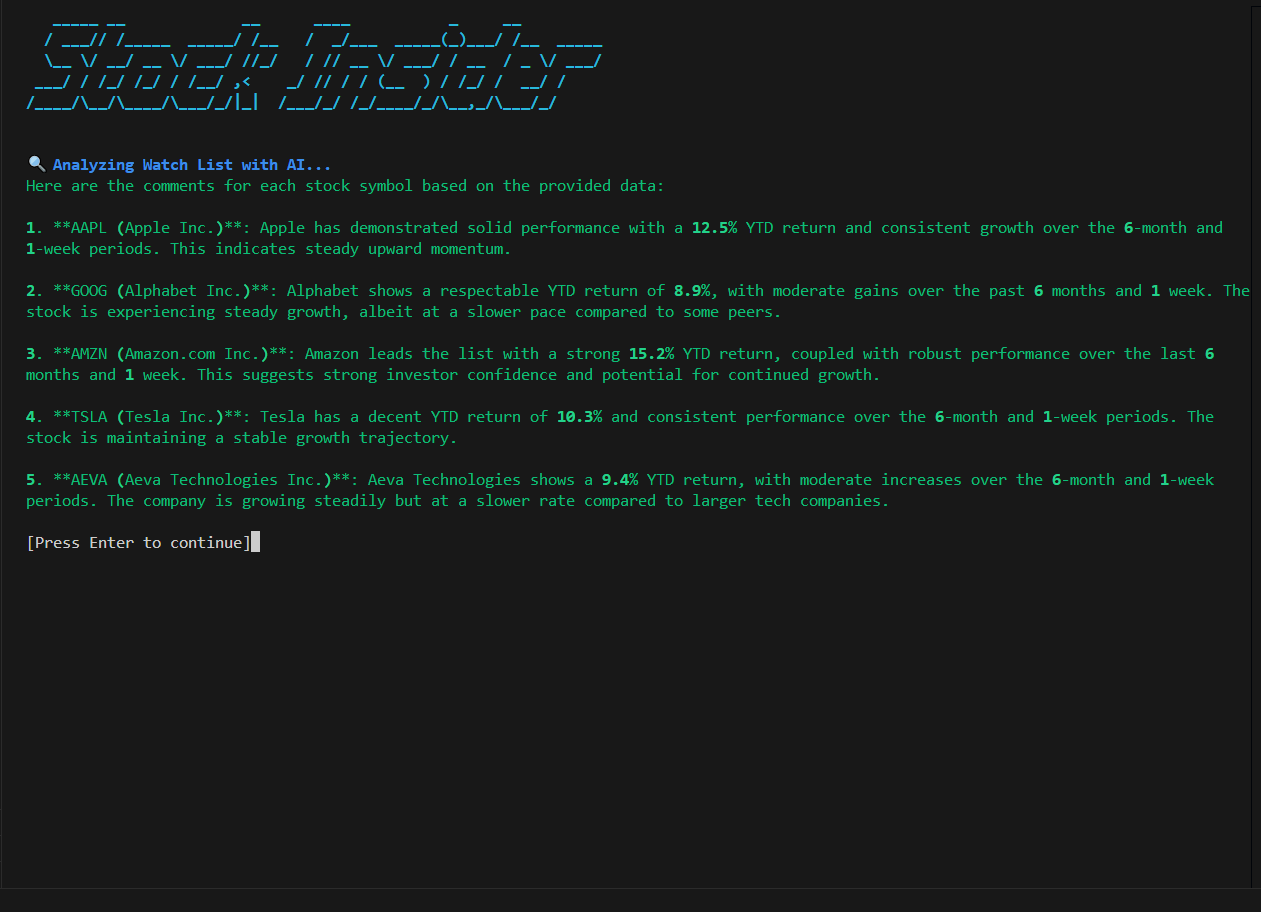 Stock Insider
🔍 Analyzing Watch List with AI...
Here are the comments for each stock symbol based on the provided data:
1. **AAPL (Apple Inc.)**: Apple has demonstrated solid performance with a 12.5% YTD return and consistent growth over the 6-month and
1-week periods. This indicates steady upward momentum.
2. **GOOG (Alphabet Inc.)**: Alphabet shows a respectable YTD return of 8.9%, with moderate gains over the past 6 months and 1 week. The
stock is experiencing steady growth, albeit at a slower pace compared to some peers.
3. **AMZN (Amazon.com Inc.)**: Amazon leads the list with a strong 15.2% YTD return, coupled with robust performance over the last 6
months and 1 week. This suggests strong investor confidence and potential for continued growth.
4. **TSLA (Tesla Inc.)**: Tesla has a decent YTD return of 10.3% and consistent performance over the 6-month and 1-week periods. The
stock is maintaining a stable growth trajectory.
5. **AEVA (Aeva Technologies Inc.)**: Aeva Technologies shows a 9.4% YTD return, with moderate increases over the 6-month and 1-week
periods. The company is growing steadily but at a slower rate compared to larger tech companies.
[Press Enter to continue]